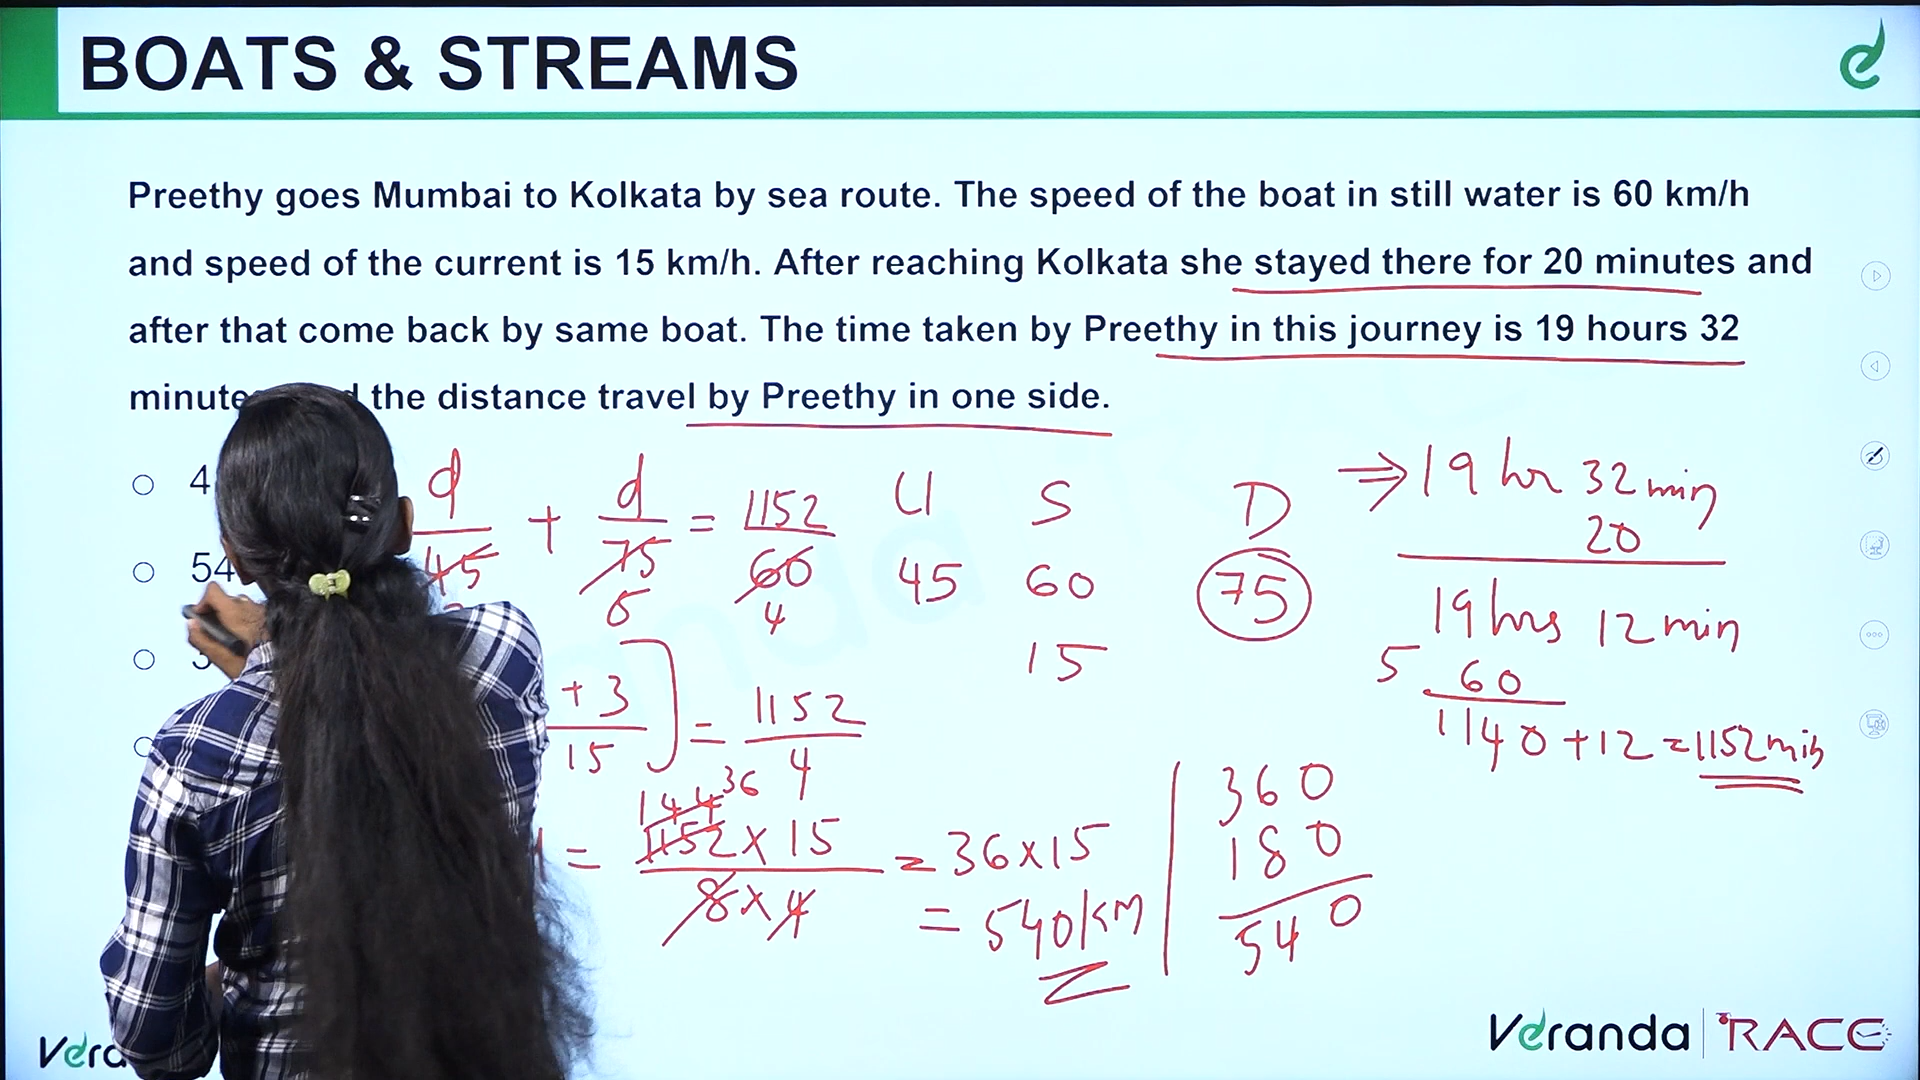 BOATS & STREAMS
Preethy goes Mumbai to Kolkata by sea route. The speed of the boat in still water is 60 km/h
and speed of the current is 15 km/h. After reaching Kolkata she stayed there for 20 minutes and
after that come back by same boat. The time taken by Preethy in this journey is 19 hours 32
the distance travel by Preethy in one side.
d/45 + d/75 = 1152/60
5 4
+ 3
15 ] = 1152/4
144 36
= 1152 x 15 / 8 x 4 = 36 x 15
= 540 KM
U S D
45 60 75
15
⇒ 19 hr 32 min
20
19 hrs 12 min
5 60
1140 + 12 = 1152 min
360
180
540
Veranda RACE